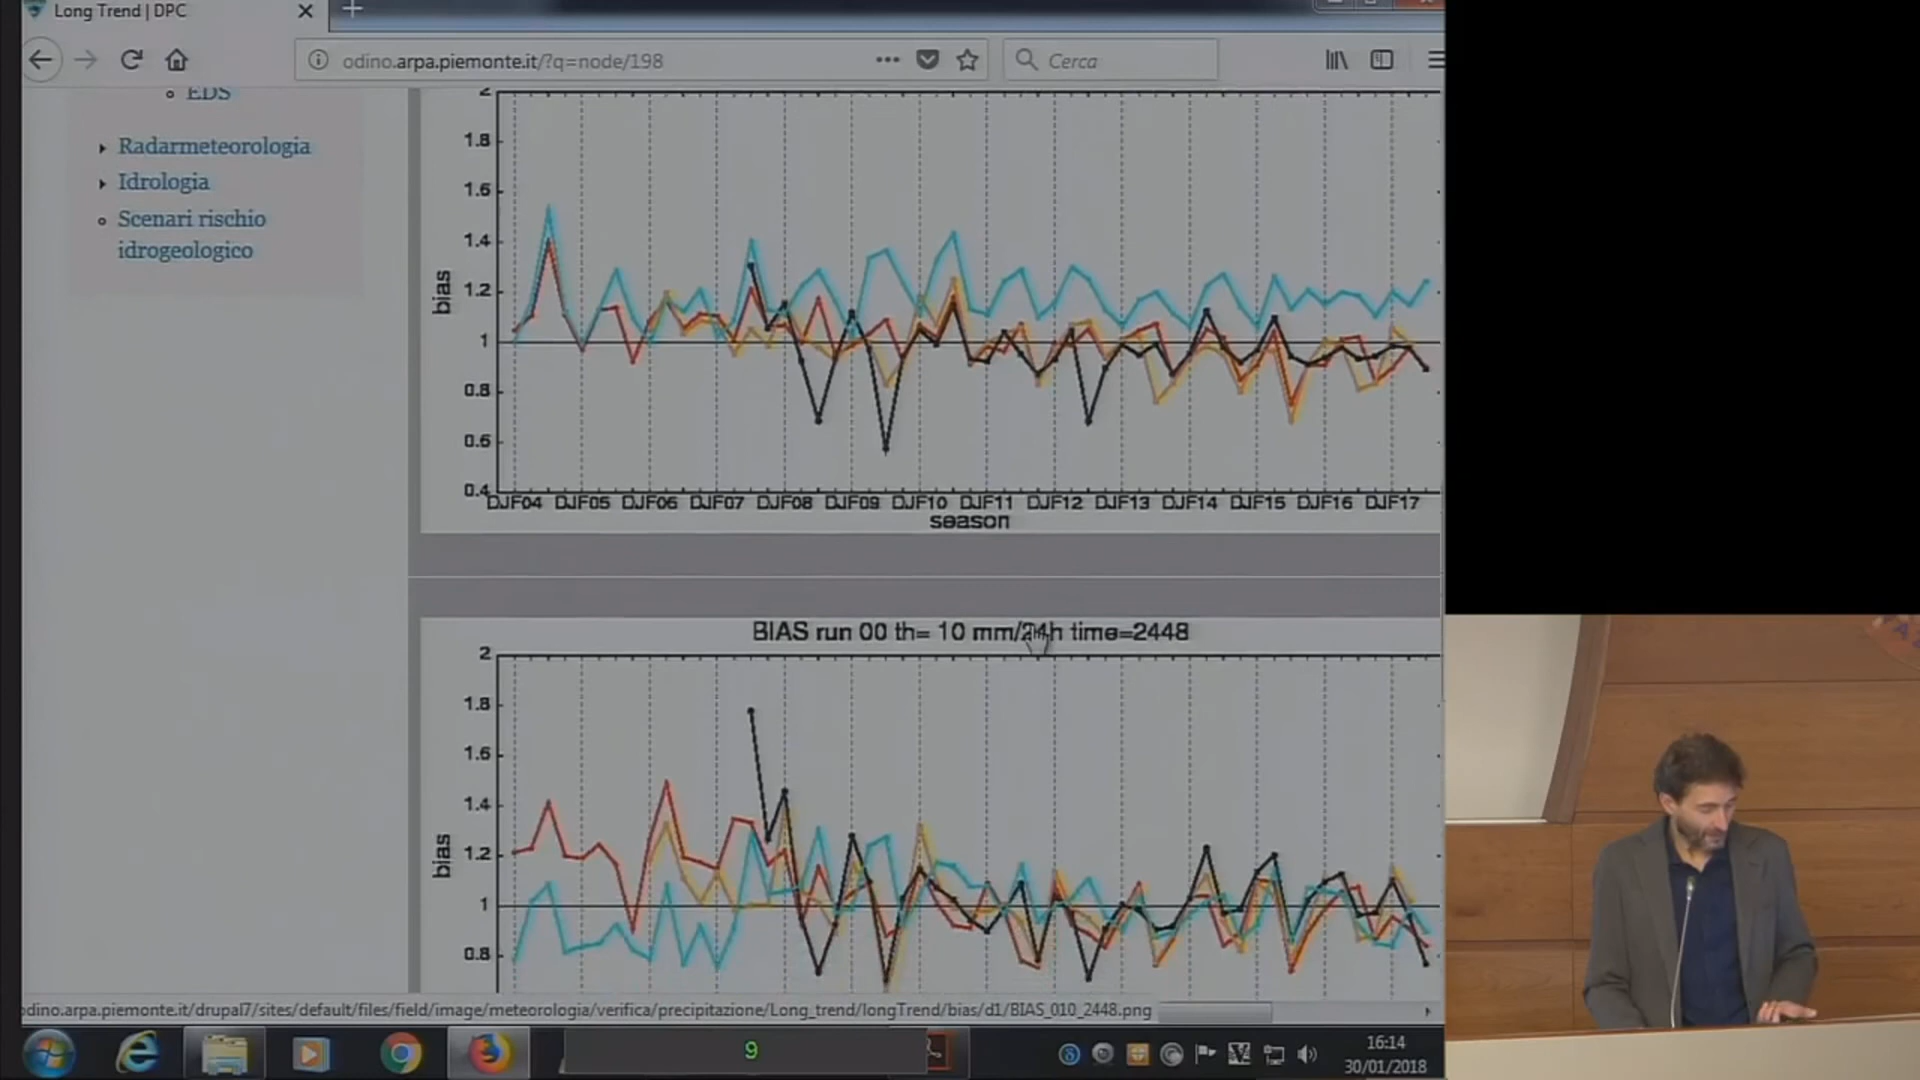 Long Trend | DPC
odino.arpa.piemonte.it/?q=node/198
Cerca
EDS
Radarmeteorologia
Idrologia
Scenari rischio
idrogeologico
2
1.8
1.6
1.4
1.2
1
0.8
0.6
0.4
bias
DJF04 DJF05 DJF06 DJF07 DJF08 DJF09 DJF10 DJF11 DJF12 DJF13 DJF14 DJF15 DJF16 DJF17
season
BIAS run 00 th= 10 mm/24h time=2448
2
1.8
1.6
1.4
1.2
1
0.8
bias
odino.arpa.piemonte.it/drupal7/sites/default/files/field/image/meteorologia/verifica/precipitazione/Long_trend/longTrend/bias/d1/BIAS_010_2448.png
9
16:14
30/01/2018